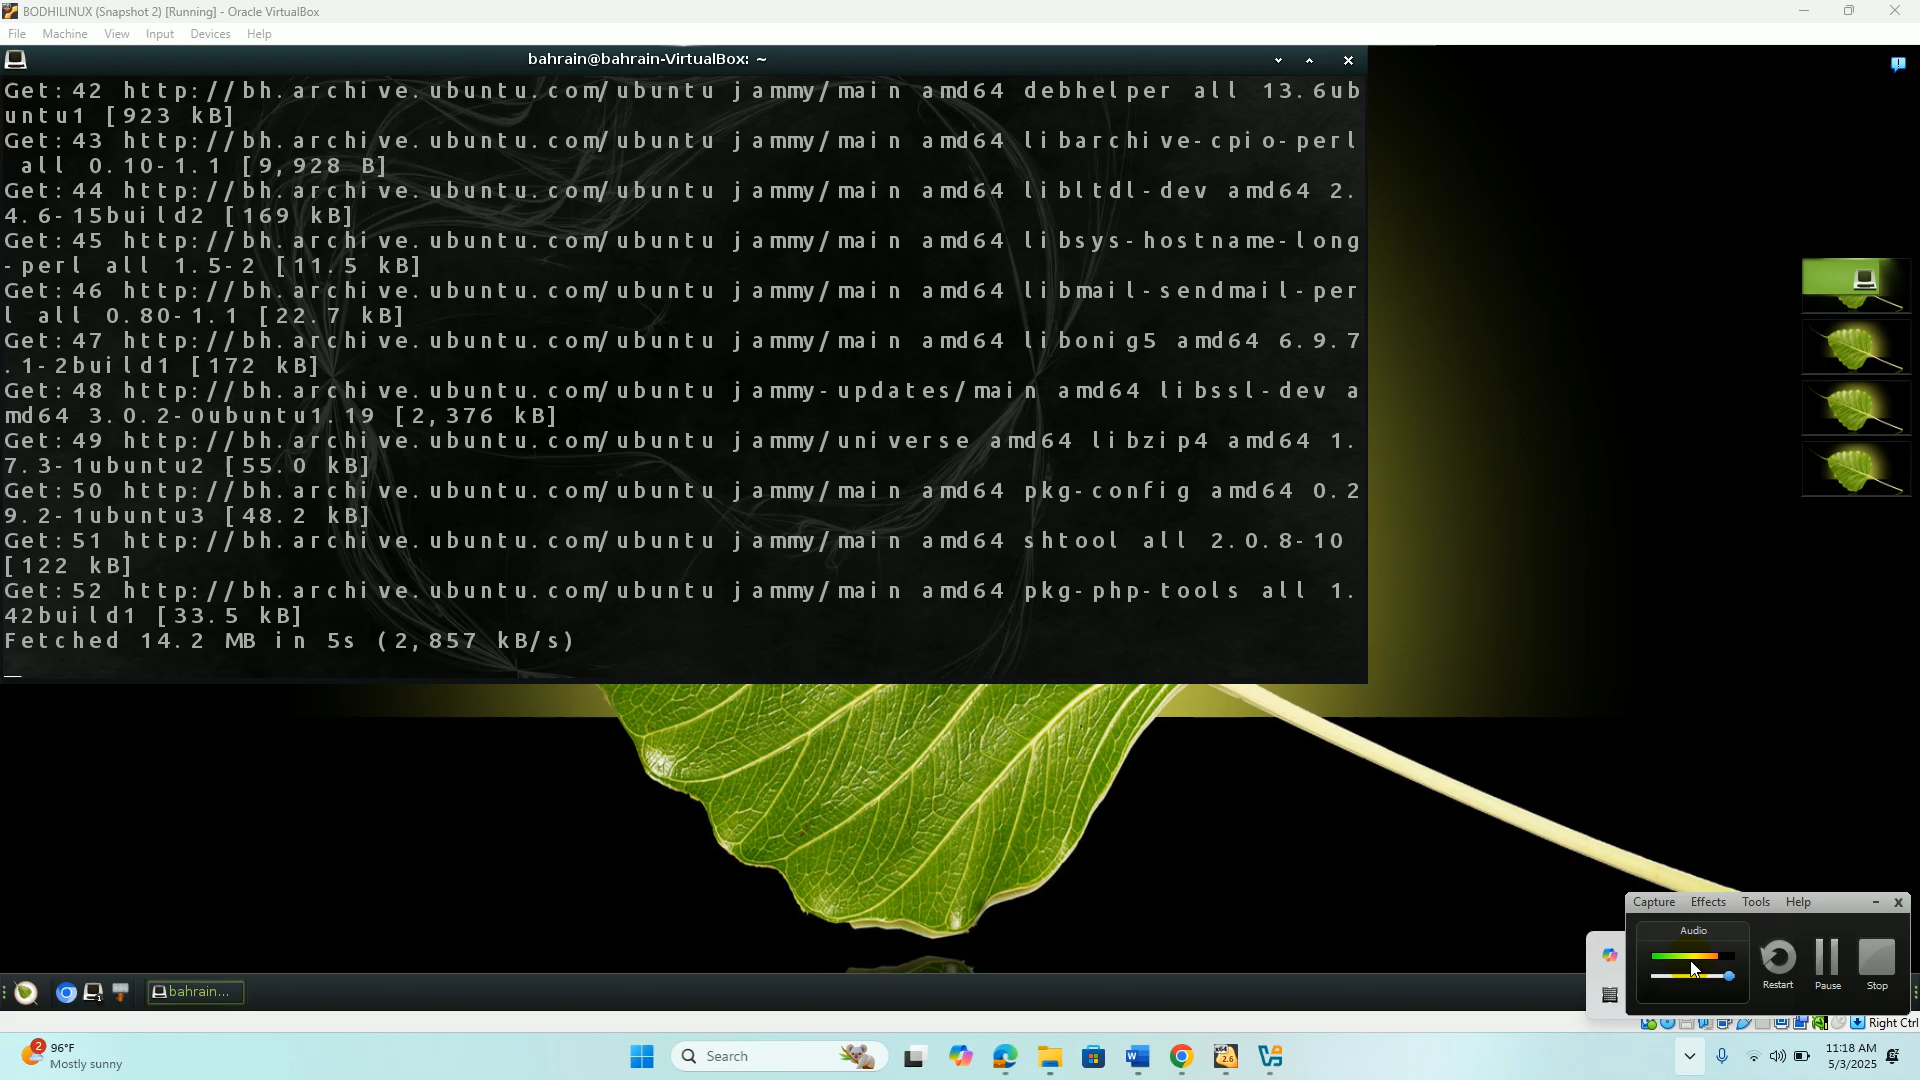 BODHILINUX (Snapshot 2) [Running] - Oracle VirtualBox
File Machine View Input Devices Help
bahrain@bahrain-VirtualBox: ~
Get:42 http://bh.archive.ubuntu.com/ubuntu jammy/main amd64 debhelper all 13.6ub
untu1 [923 kB]
Get:43 http://bh.archive.ubuntu.com/ubuntu jammy/main amd64 libarchive-cpio-perl
 all 0.10-1.1 [9,928 B]
Get:44 http://bh.archive.ubuntu.com/ubuntu jammy/main amd64 libltdl-dev amd64 2.
4.6-15build2 [169 kB]
Get:45 http://bh.archive.ubuntu.com/ubuntu jammy/main amd64 libsys-hostname-long
-perl all 1.5-2 [11.5 kB]
Get:46 http://bh.archive.ubuntu.com/ubuntu jammy/main amd64 libmail-sendmail-per
l all 0.80-1.1 [22.7 kB]
Get:47 http://bh.archive.ubuntu.com/ubuntu jammy/main amd64 libonig5 amd64 6.9.7
.1-2build1 [172 kB]
Get:48 http://bh.archive.ubuntu.com/ubuntu jammy-updates/main amd64 libssl-dev a
md64 3.0.2-0ubuntu1.19 [2,376 kB]
Get:49 http://bh.archive.ubuntu.com/ubuntu jammy/universe amd64 libzip4 amd64 1.
7.3-1ubuntu2 [55.0 kB]
Get:50 http://bh.archive.ubuntu.com/ubuntu jammy/main amd64 pkg-config amd64 0.2
9.2-1ubuntu3 [48.2 kB]
Get:51 http://bh.archive.ubuntu.com/ubuntu jammy/main amd64 shtool all 2.0.8-10
[122 kB]
Get:52 http://bh.archive.ubuntu.com/ubuntu jammy/main amd64 pkg-php-tools all 1.
42build1 [33.5 kB]
Fetched 14.2 MB in 5s (2,857 kB/s)
Capture Effects Tools Help
Audio
Restart Pause Stop
bahrain...
Right Ctrl
2
96°F
Mostly sunny
Search
x64
2.6
11:18 AM
5/3/2025